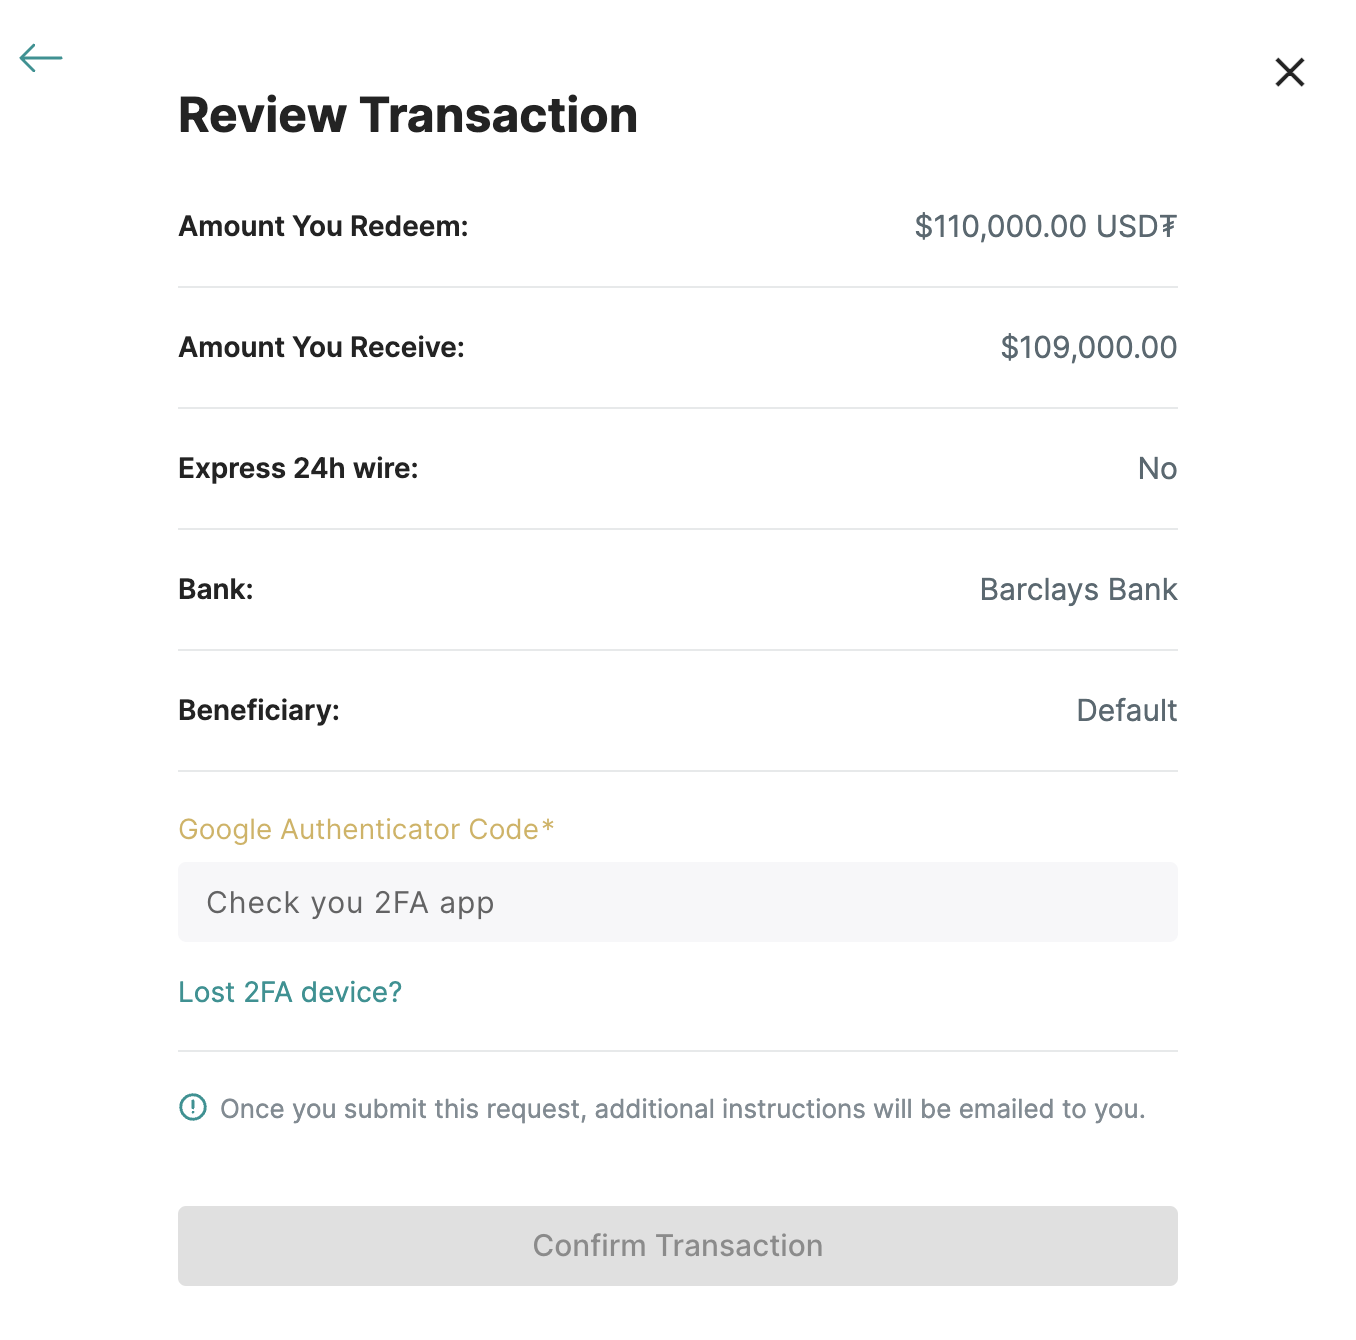 Review Transaction
Amount You Redeem: $110,000.00 USD₮
Amount You Receive: $109,000.00
Express 24h wire: No
Bank: Barclays Bank
Beneficiary: Default
Google Authenticator Code*
Check you 2FA app
Lost 2FA device?
Once you submit this request, additional instructions will be emailed to you.
Confirm Transaction